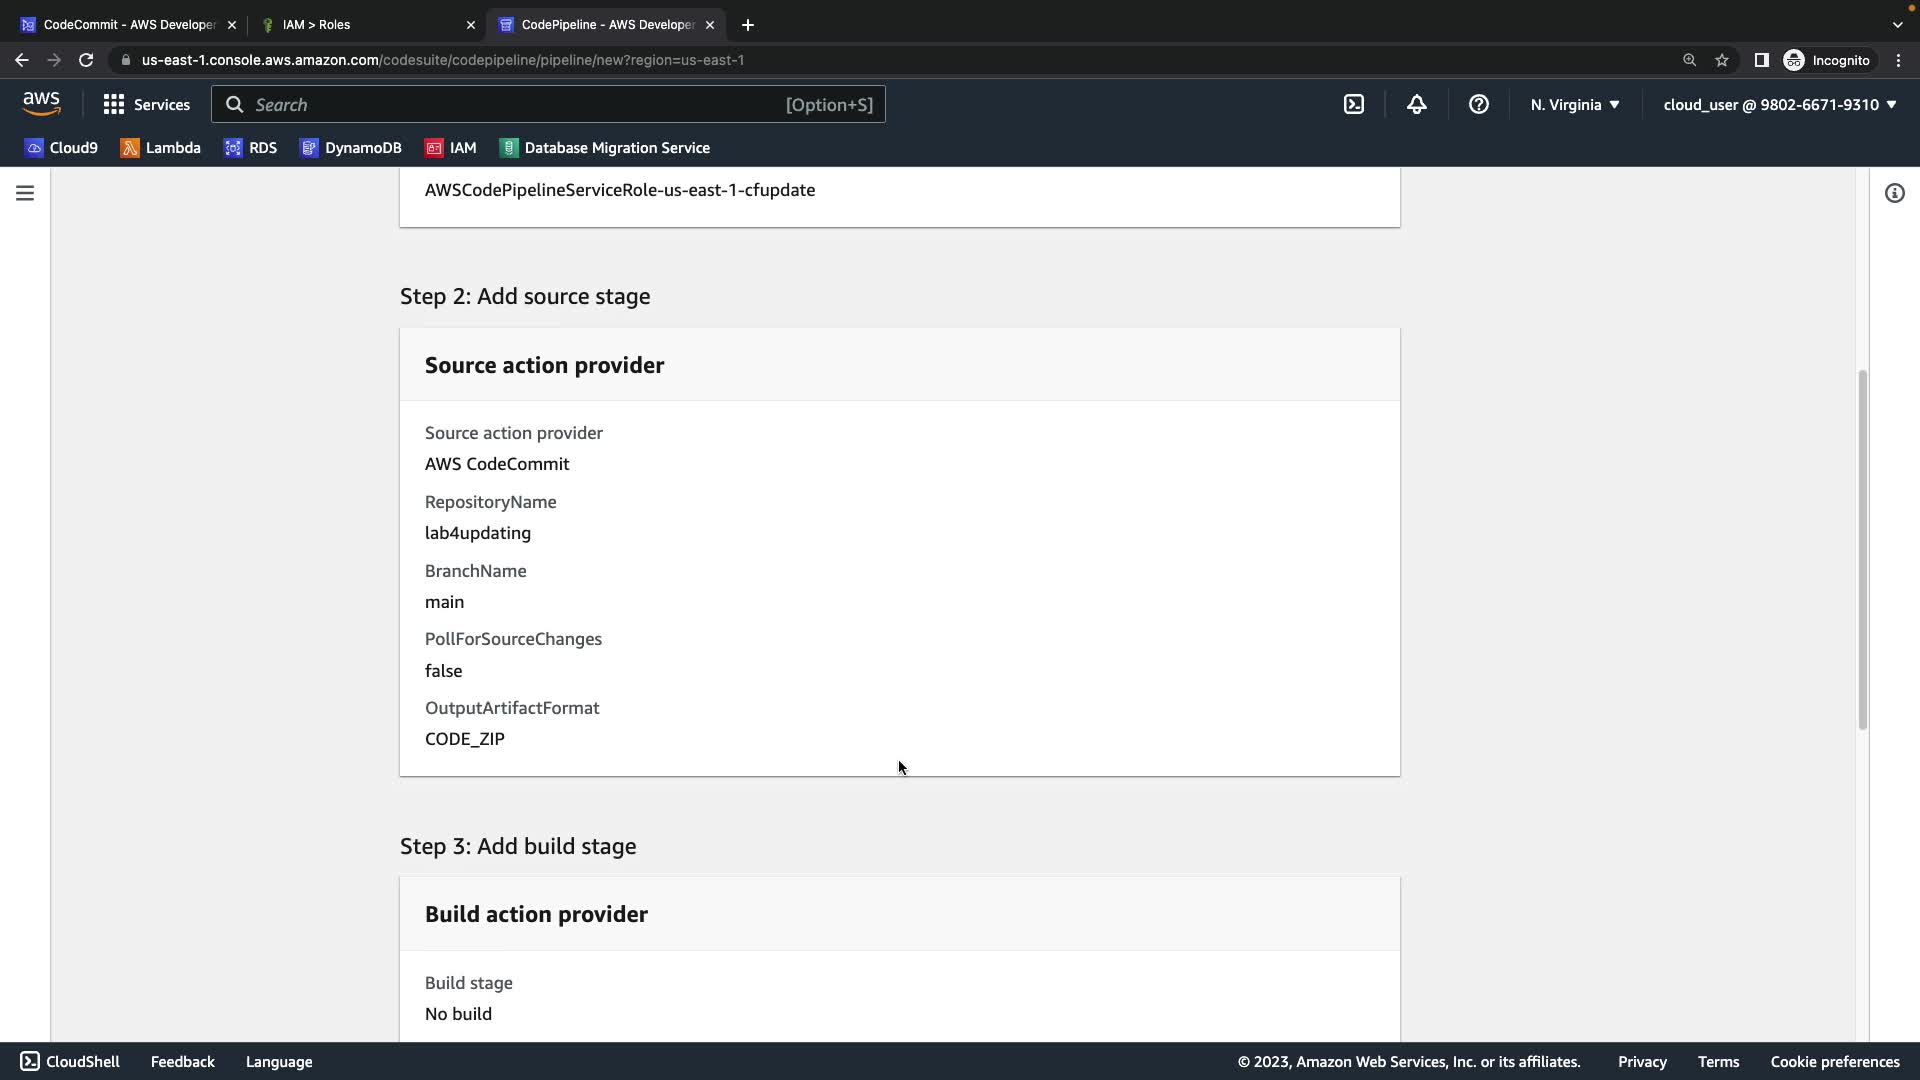 CodeCommit - AWS Developer
IAM > Roles
CodePipeline - AWS Developer
us-east-1.console.aws.amazon.com/codesuite/codepipeline/pipeline/new?region=us-east-1
Incognito
aws
Services
Search
[Option+S]
N. Virginia
cloud_user @ 9802-6671-9310
Cloud9
Lambda
RDS
DynamoDB
IAM
Database Migration Service
AWSCodePipelineServiceRole-us-east-1-cfupdate
Step 2: Add source stage
Source action provider
Source action provider
AWS CodeCommit
RepositoryName
lab4updating
BranchName
main
PollForSourceChanges
false
OutputArtifactFormat
CODE_ZIP
Step 3: Add build stage
Build action provider
Build stage
No build
CloudShell
Feedback
Language
© 2023, Amazon Web Services, Inc. or its affiliates.
Privacy
Terms
Cookie preferences